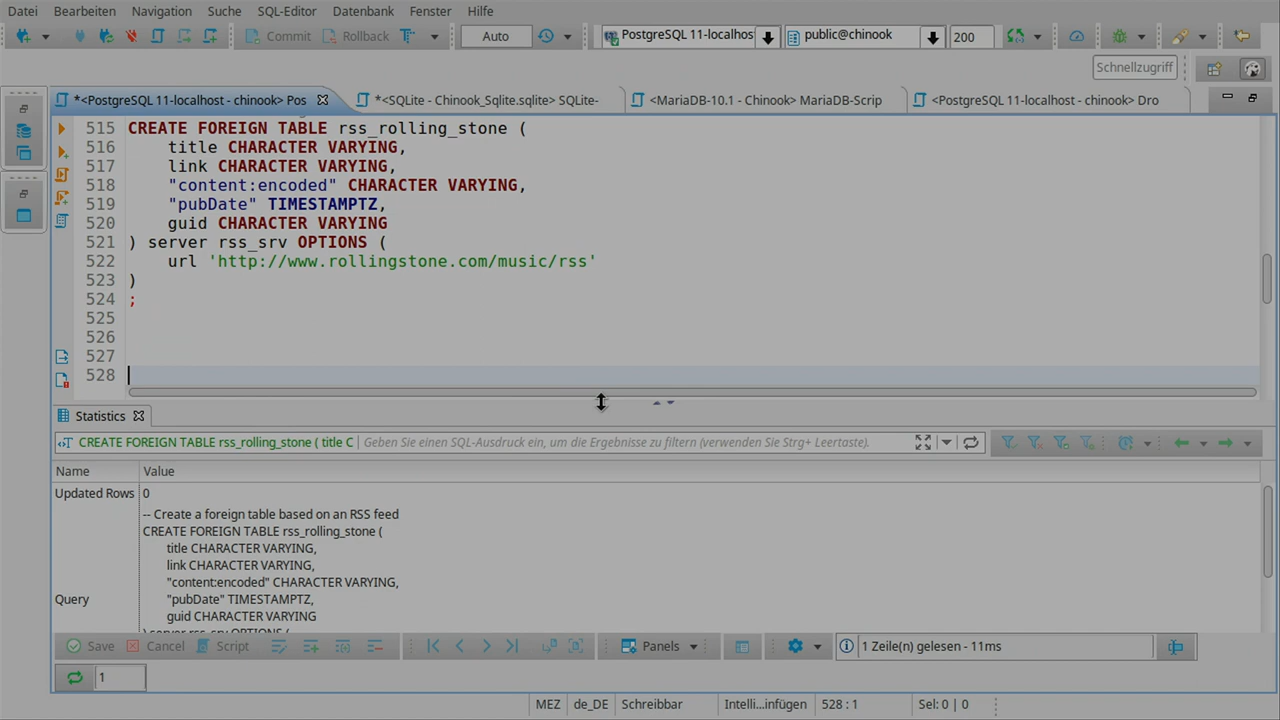 Datei Bearbeiten Navigation Suche SQL-Editor Datenbank Fenster Hilfe
Commit Rollback Auto PostgreSQL 11-localhost public@chinook 200
Schnellzugriff
*<PostgreSQL 11-localhost - chinook> Pos *<SQLite - Chinook_Sqlite.sqlite> SQLite- <MariaDB-10.1 - Chinook> MariaDB-Scrip <PostgreSQL 11-localhost - chinook> Dro
515 CREATE FOREIGN TABLE rss_rolling_stone (
516 title CHARACTER VARYING,
517 link CHARACTER VARYING,
518 "content:encoded" CHARACTER VARYING,
519 "pubDate" TIMESTAMPTZ,
520 guid CHARACTER VARYING
521 ) server rss_srv OPTIONS (
522 url 'http://www.rollingstone.com/music/rss'
523 )
524 ;
525
526
527
528
Statistics
CREATE FOREIGN TABLE rss_rolling_stone ( title C Geben Sie einen SQL-Ausdruck ein, um die Ergebnisse zu filtern (verwenden Sie Strg+ Leertaste).
Name Value
Updated Rows 0
-- Create a foreign table based on an RSS feed
CREATE FOREIGN TABLE rss_rolling_stone (
title CHARACTER VARYING,
link CHARACTER VARYING,
"content:encoded" CHARACTER VARYING,
Query "pubDate" TIMESTAMPTZ,
guid CHARACTER VARYING
) server rss_srv OPTIONS (
Save Cancel Script Panels 1 Zeile(n) gelesen - 11ms
1
MEZ de_DE Schreibbar Intelli...infügen 528 : 1 Sel: 0 | 0